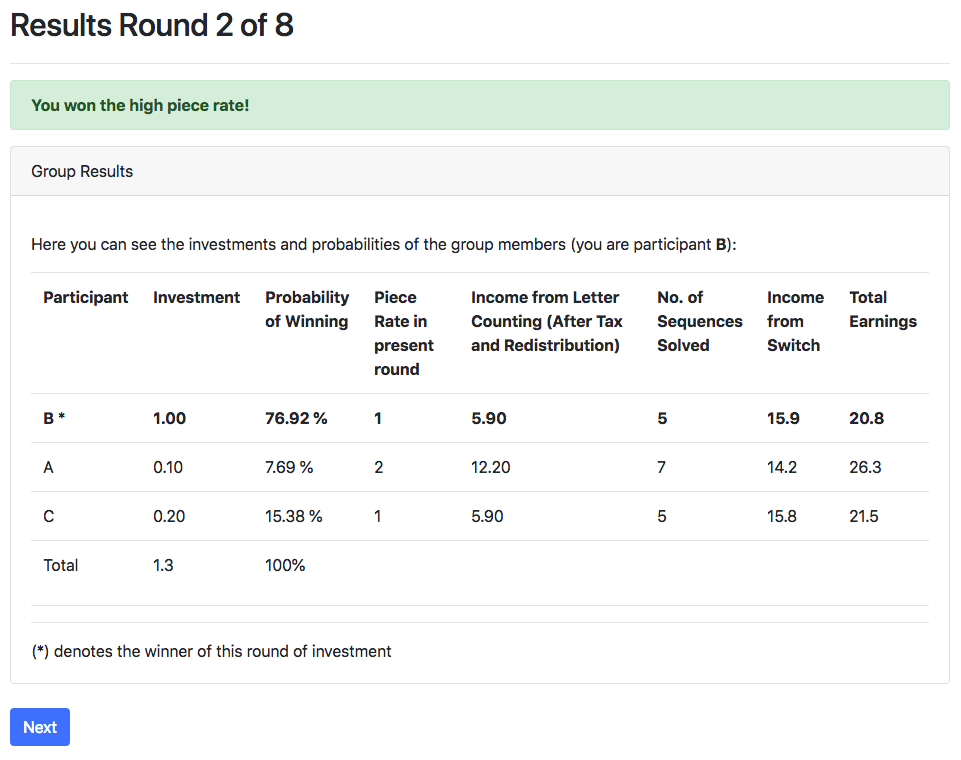 Results Round 2 of 8
You won the high piece rate!
Group Results
Here you can see the investments and probabilities of the group members (you are participant B):
Participant Investment Probability of Winning Piece Rate in present round Income from Letter Counting (After Tax and Redistribution) No. of Sequences Solved Income from Switch Total Earnings
B * 1.00 76.92 % 1 5.90 5 15.9 20.8
A 0.10 7.69 % 2 12.20 7 14.2 26.3
C 0.20 15.38 % 1 5.90 5 15.8 21.5
Total 1.3 100%
(*) denotes the winner of this round of investment
Next